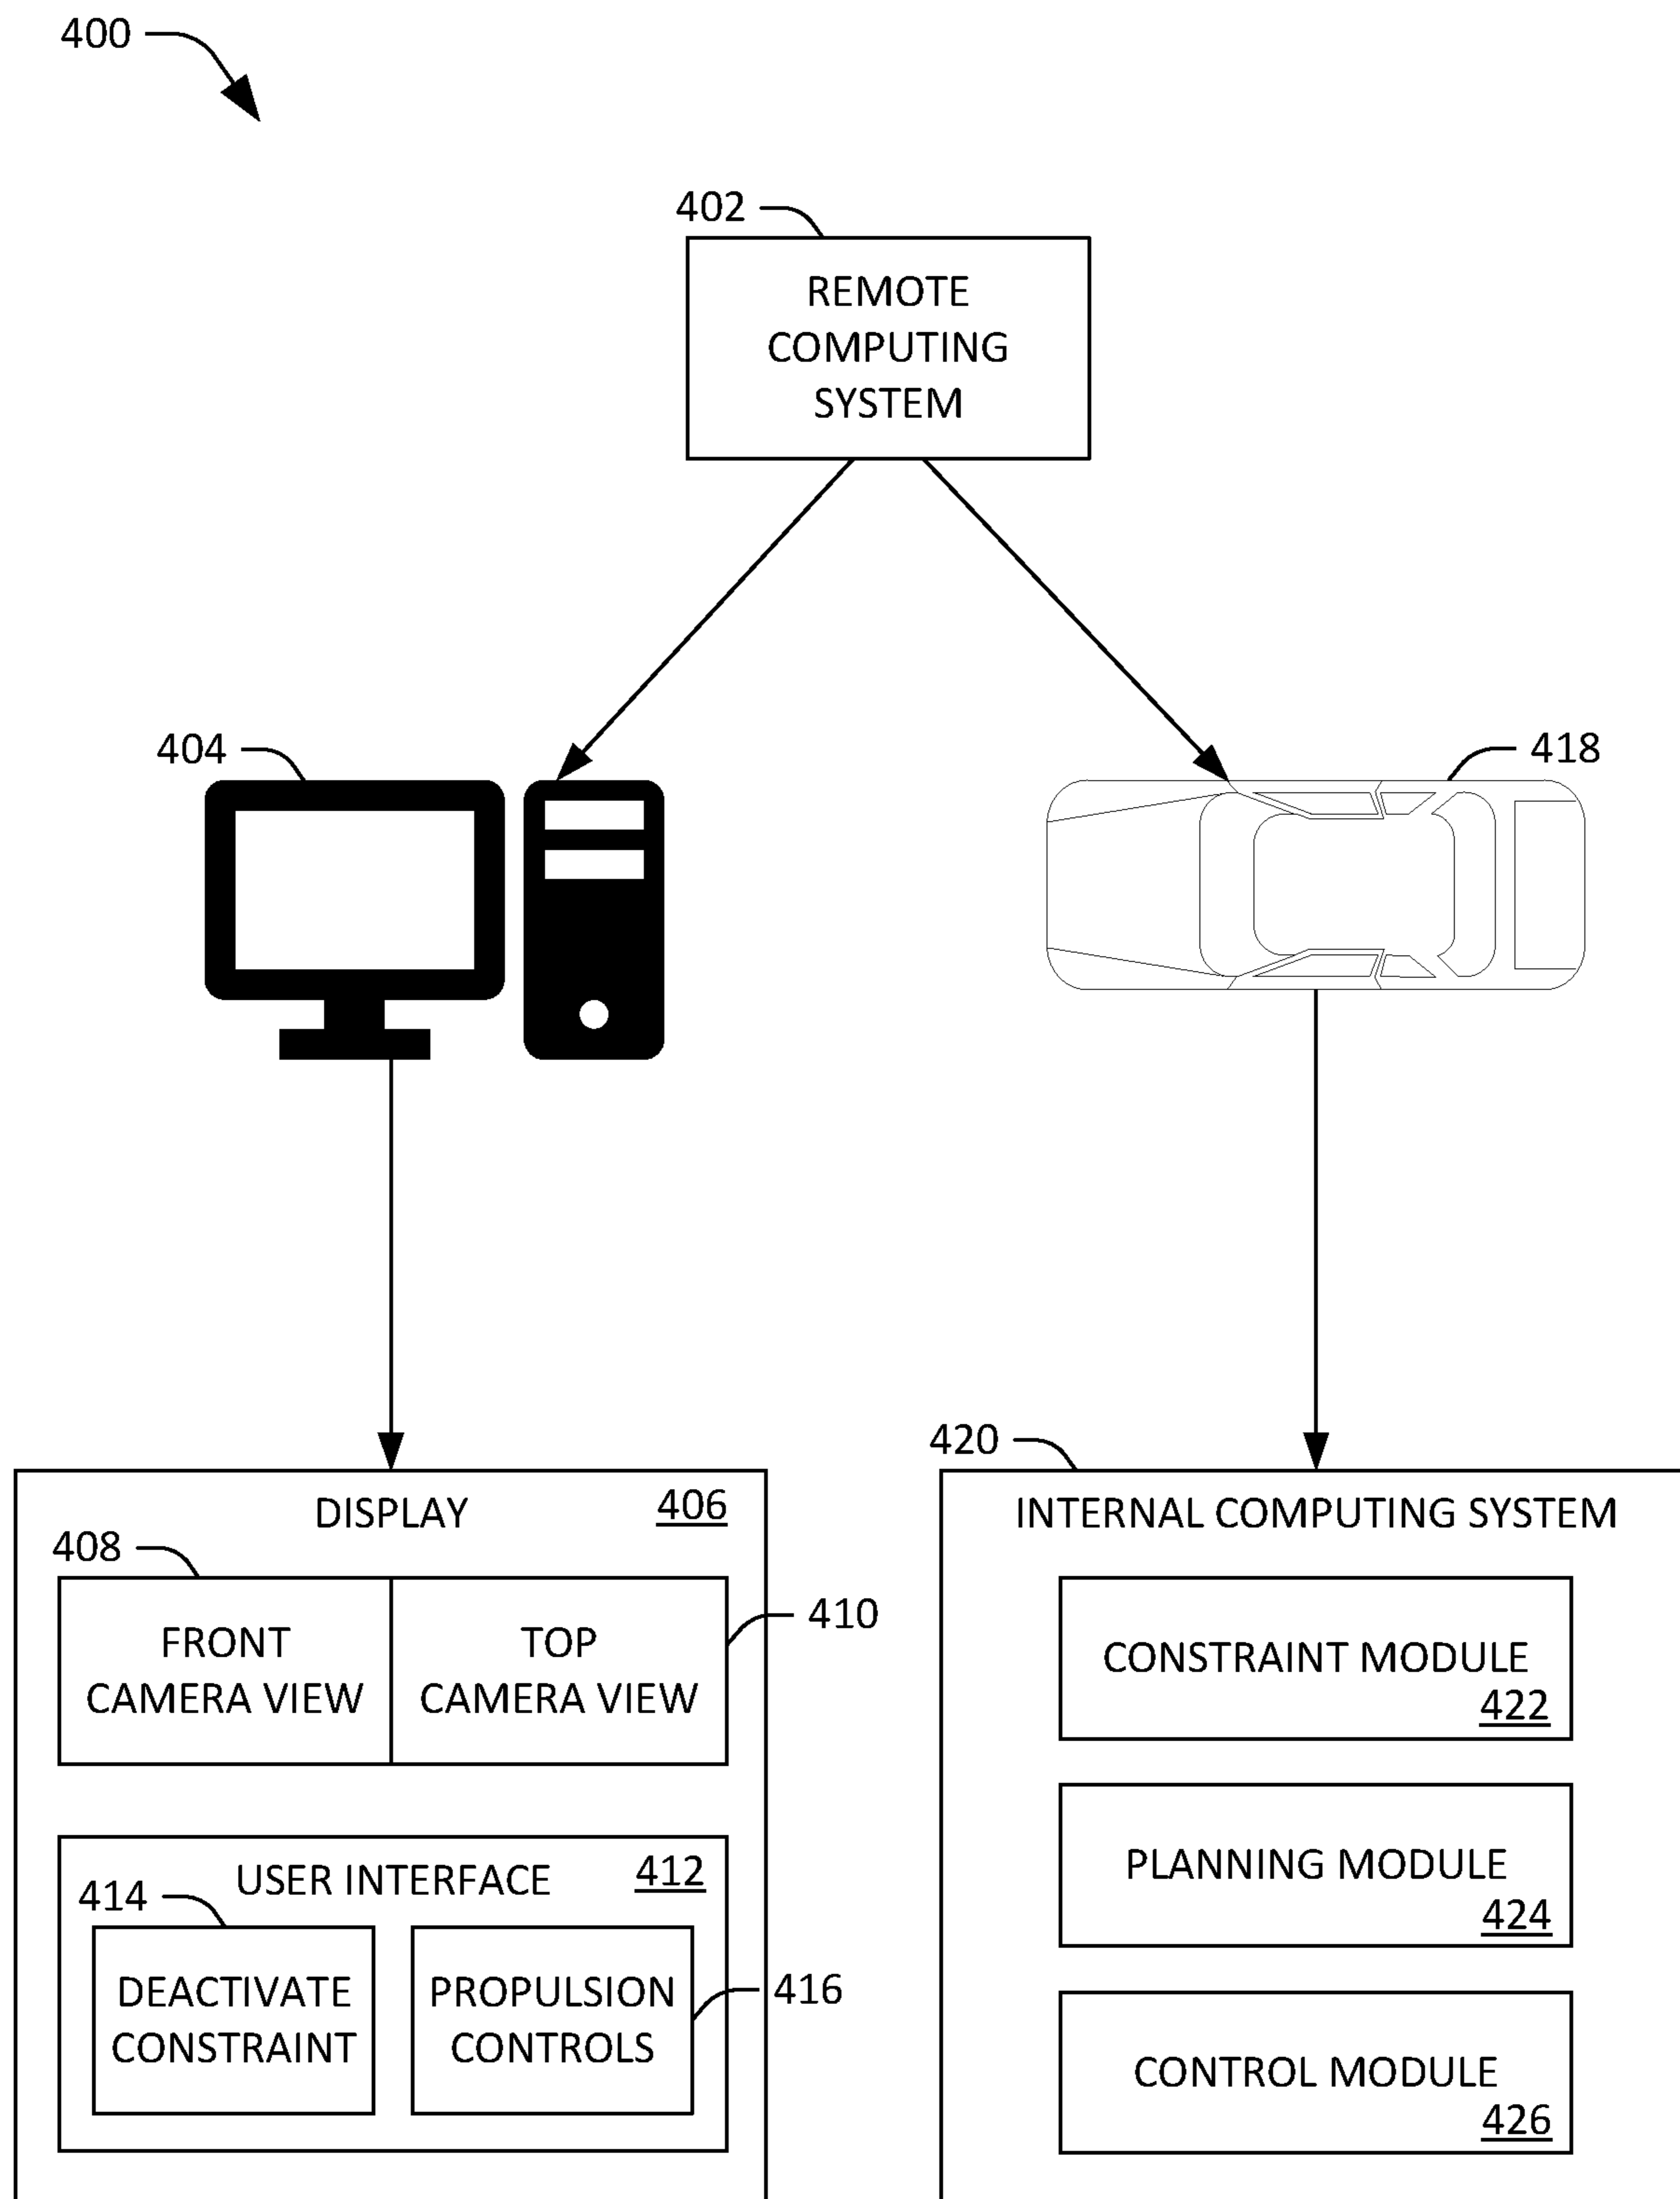 400
402
REMOTE
COMPUTING
SYSTEM
404
418
DISPLAY 406
408
FRONT
CAMERA VIEW
TOP
CAMERA VIEW
410
USER INTERFACE 412
414
DEACTIVATE
CONSTRAINT
PROPULSION
CONTROLS
416
420
INTERNAL COMPUTING SYSTEM
CONSTRAINT MODULE
422
PLANNING MODULE
424
CONTROL MODULE
426